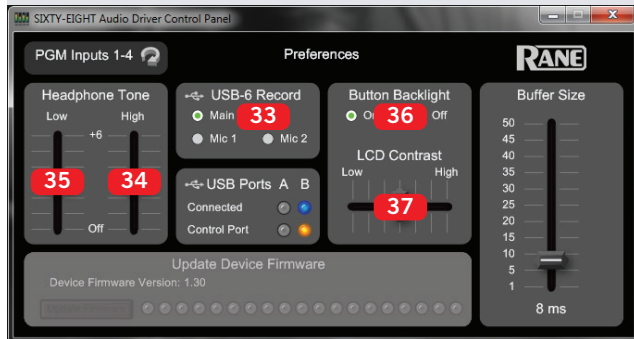 SIXTY-EIGHT Audio Driver Control Panel
PGM Inputs 1-4
Preferences
RANE
Headphone Tone
Low High
+6
35 34
Off
USB-6 Record
Main 33
Mic 1 Mic 2
USB Ports A B
Connected
Control Port
Button Backlight
36 Off
LCD Contrast
Low High
37
Buffer Size
50
45
40
35
30
25
20
15
10
5
1
8 ms
Update Device Firmware
Device Firmware Version: 1.30